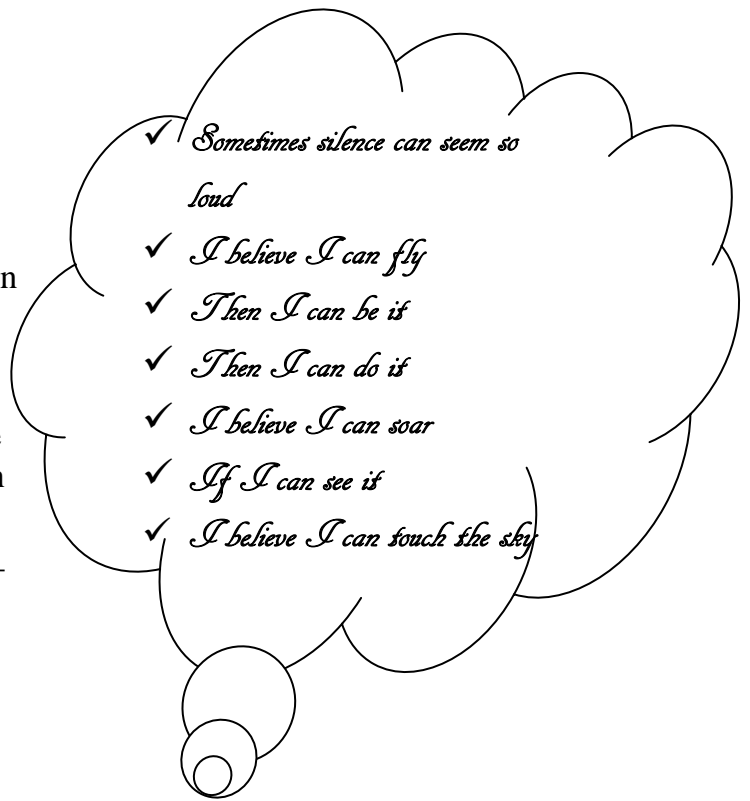 ✓ Sometimes silence can seem so
loud
✓ I believe I can fly
✓ Then I can be it
✓ Then I can do it
✓ I believe I can soar
✓ If I can see it
✓ I believe I can touch the sky
n